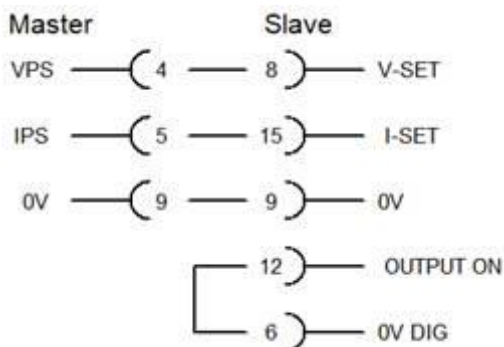 Master Slave
VPS 4 8 V-SET
IPS 5 15 I-SET
0V 9 9 0V
12 OUTPUT ON
6 0V DIG